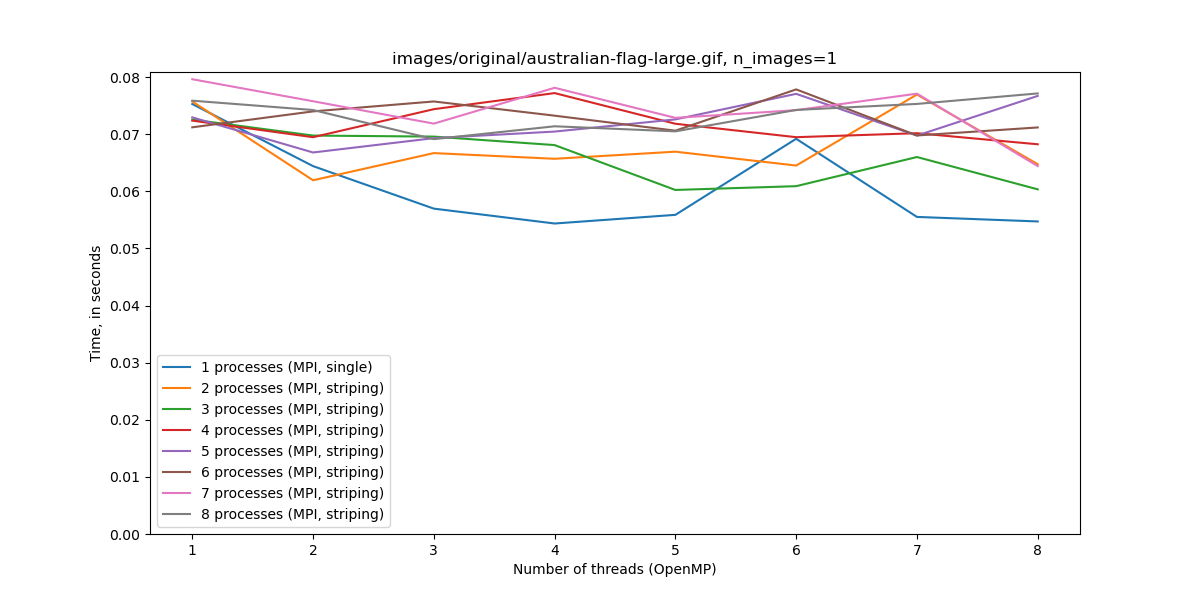 images/original/australian-flag-large.gif, n_images=1
0.08
0.07
0.06
0.05
0.04
0.03
0.02
0.01
0.00
Time, in seconds
1 processes (MPI, single)
2 processes (MPI, striping)
3 processes (MPI, striping)
4 processes (MPI, striping)
5 processes (MPI, striping)
6 processes (MPI, striping)
7 processes (MPI, striping)
8 processes (MPI, striping)
1 2 3 4 5 6 7 8
Number of threads (OpenMP)